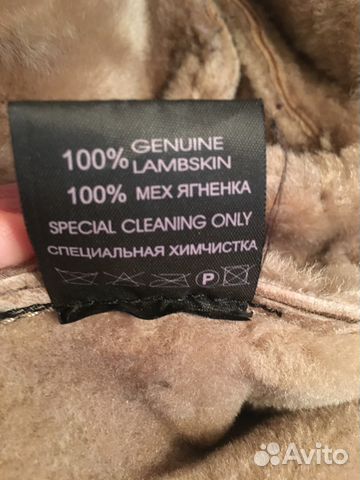 100% GENUINE LAMBSKIN
100% МЕХ ЯГНЕНКА
SPECIAL CLEANING ONLY
СПЕЦИАЛЬНАЯ ХИМЧИСТКА
P
Avito